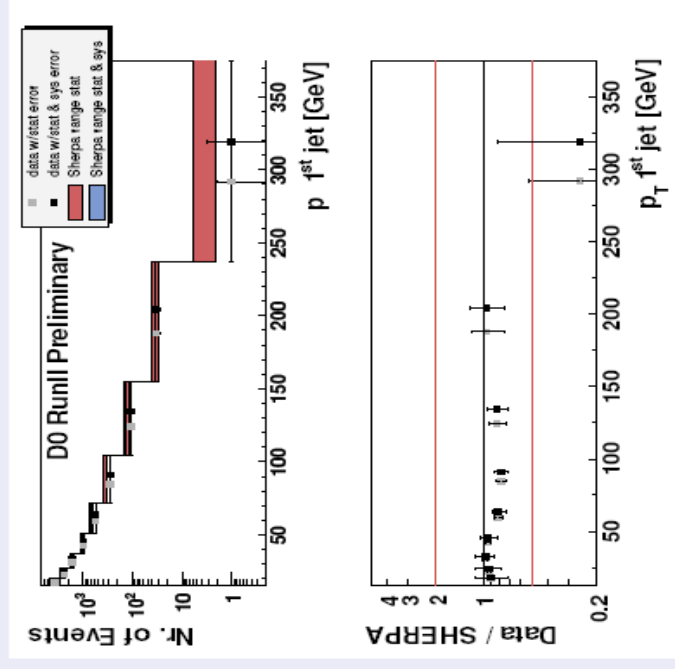 data w/stat error
data w/stat & sys error
Sherpa range stat
Sherpa range stat & sys
D0 RunII Preliminary
Nr. of Events
10³
10²
10
1
50
100
150
200
250
300
350
p 1ˢᵗ jet [GeV]
Data / SHERPA
4
3
2
1
0.2
50
100
150
200
250
300
350
p_T 1ˢᵗ jet [GeV]